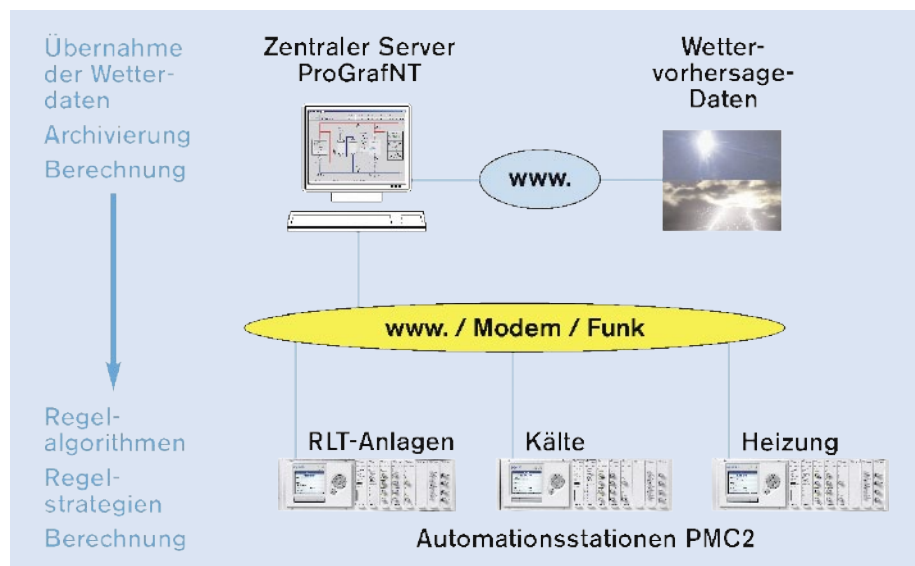 Übernahme
der Wetter-
daten
Archivierung
Berechnung
Zentraler Server
ProGrafNT
Wetter-
vorhersage-
Daten
www.
www. / Modem / Funk
Regel-
algorithmen
Regel-
strategien
Berechnung
RLT-Anlagen
Kälte
Heizung
Automationsstationen PMC2